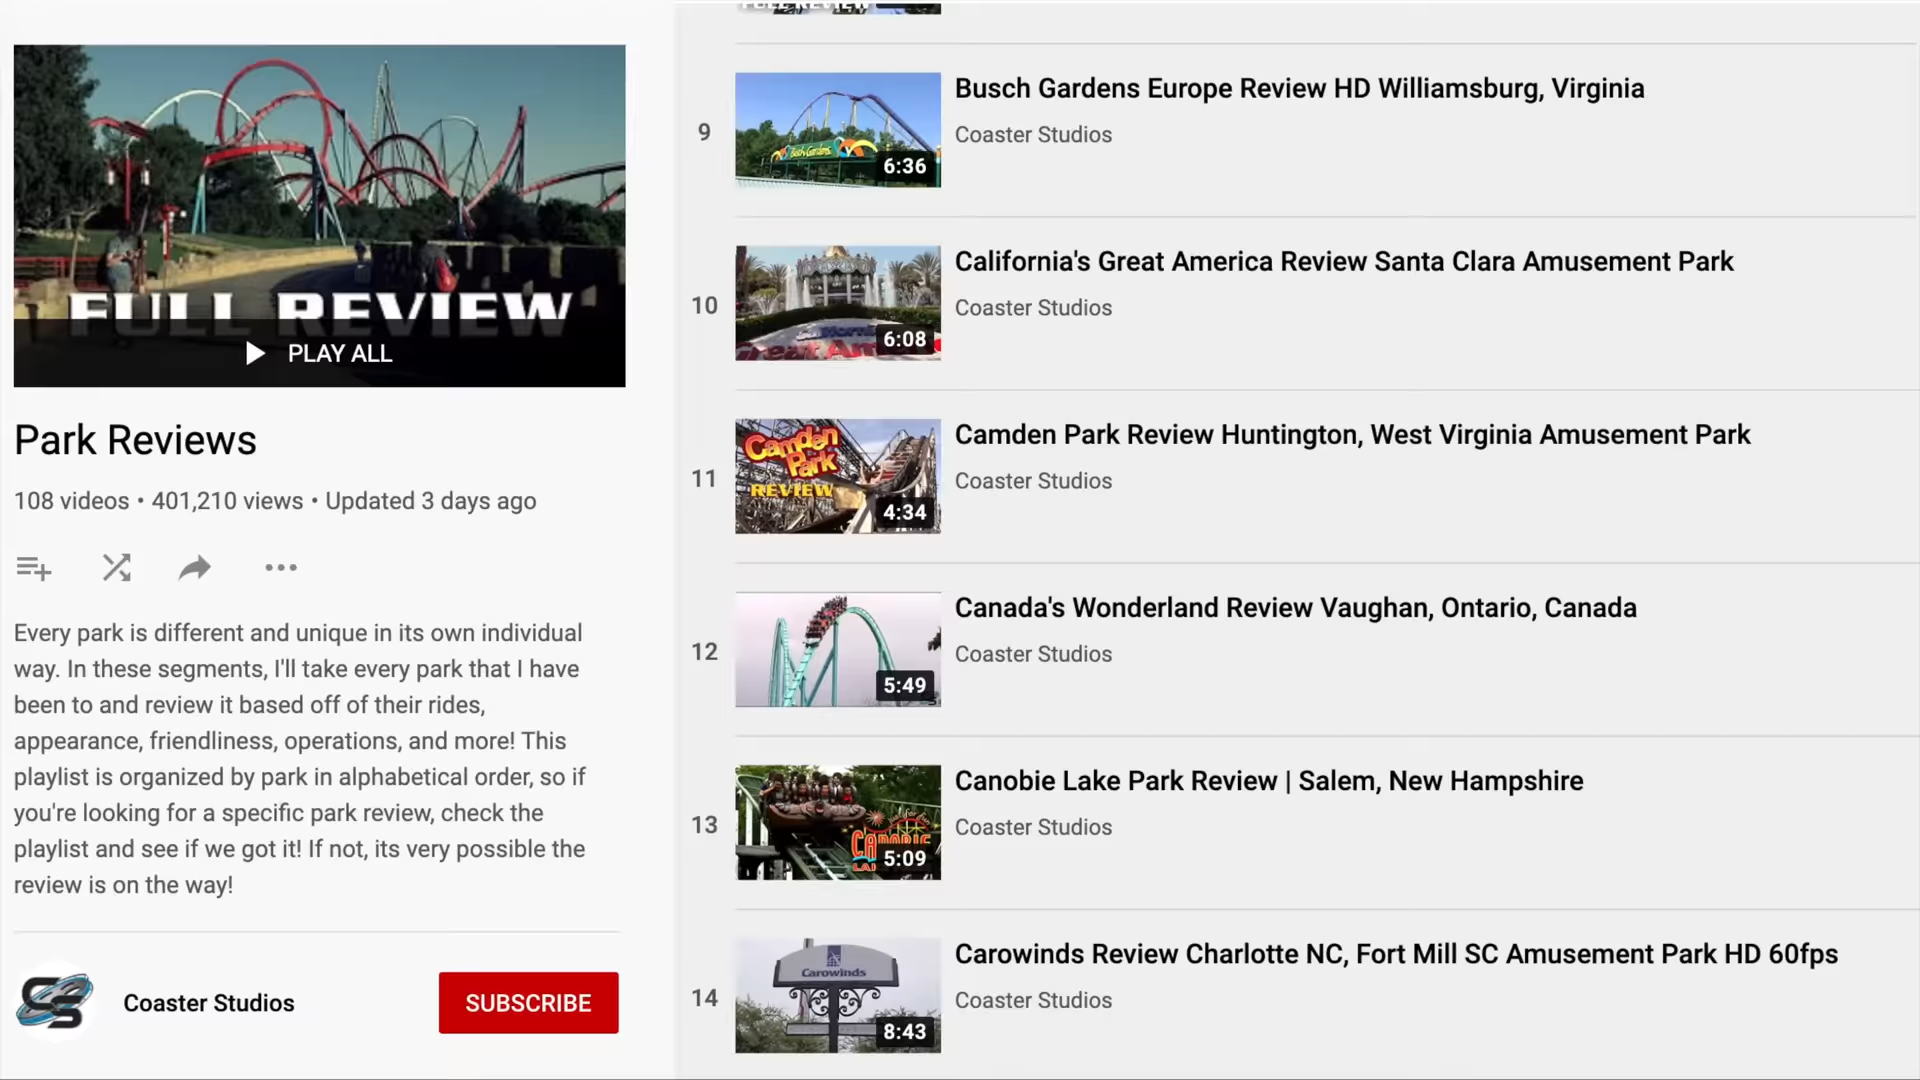 FULL REVIEW
PLAY ALL
Park Reviews
108 videos • 401,210 views • Updated 3 days ago
Every park is different and unique in its own individual
way. In these segments, I'll take every park that I have
been to and review it based off of their rides,
appearance, friendliness, operations, and more! This
playlist is organized by park in alphabetical order, so if
you're looking for a specific park review, check the
playlist and see if we got it! If not, its very possible the
review is on the way!
CS
Coaster Studios
SUBSCRIBE
FULL REVIEW
9
Busch Gardens
6:36
Busch Gardens Europe Review HD Williamsburg, Virginia
Coaster Studios
10
6:08
California's Great America Review Santa Clara Amusement Park
Coaster Studios
11
Camden
Park
REVIEW
4:34
Camden Park Review Huntington, West Virginia Amusement Park
Coaster Studios
12
5:49
Canada's Wonderland Review Vaughan, Ontario, Canada
Coaster Studios
13
CANOBIE
5:09
Canobie Lake Park Review | Salem, New Hampshire
Coaster Studios
14
Carowinds
8:43
Carowinds Review Charlotte NC, Fort Mill SC Amusement Park HD 60fps
Coaster Studios